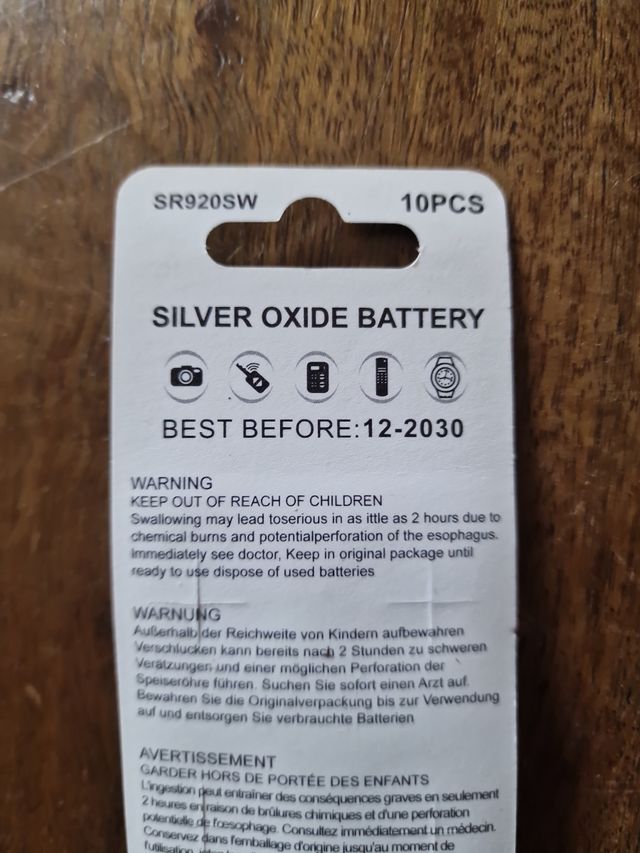 SR920SW 10PCS
SILVER OXIDE BATTERY
BEST BEFORE:12-2030
WARNING
KEEP OUT OF REACH OF CHILDREN
Swallowing may lead toserious in as ittle as 2 hours due to
chemical burns and potentialperforation of the esophagus.
Immediately see doctor, Keep in original package until
ready to use dispose of used batteries
WARNUNG
Außerhalb der Reichweite von Kindern aufbewahren
Verschlucken kann bereits nach 2 Stunden zu schweren
Verätzungen und einer möglichen Perforation der
Speiseröhre führen. Suchen Sie sofort einen Arzt auf.
Bewahren Sie die Originalverpackung bis zur Verwendung
auf und entsorgen Sie verbrauchte Batterien
AVERTISSEMENT
GARDER HORS DE PORTÉE DES ENFANTS
L'ingestion peut entraîner des conséquences graves en seulement
2 heures en raison de brûlures chimiques et d'une perforation
potentielle de l'œsophage. Consultez immédiatement un médecin.
Conservez dans l'emballage d'origine jusqu'au moment de
l'utilisation,